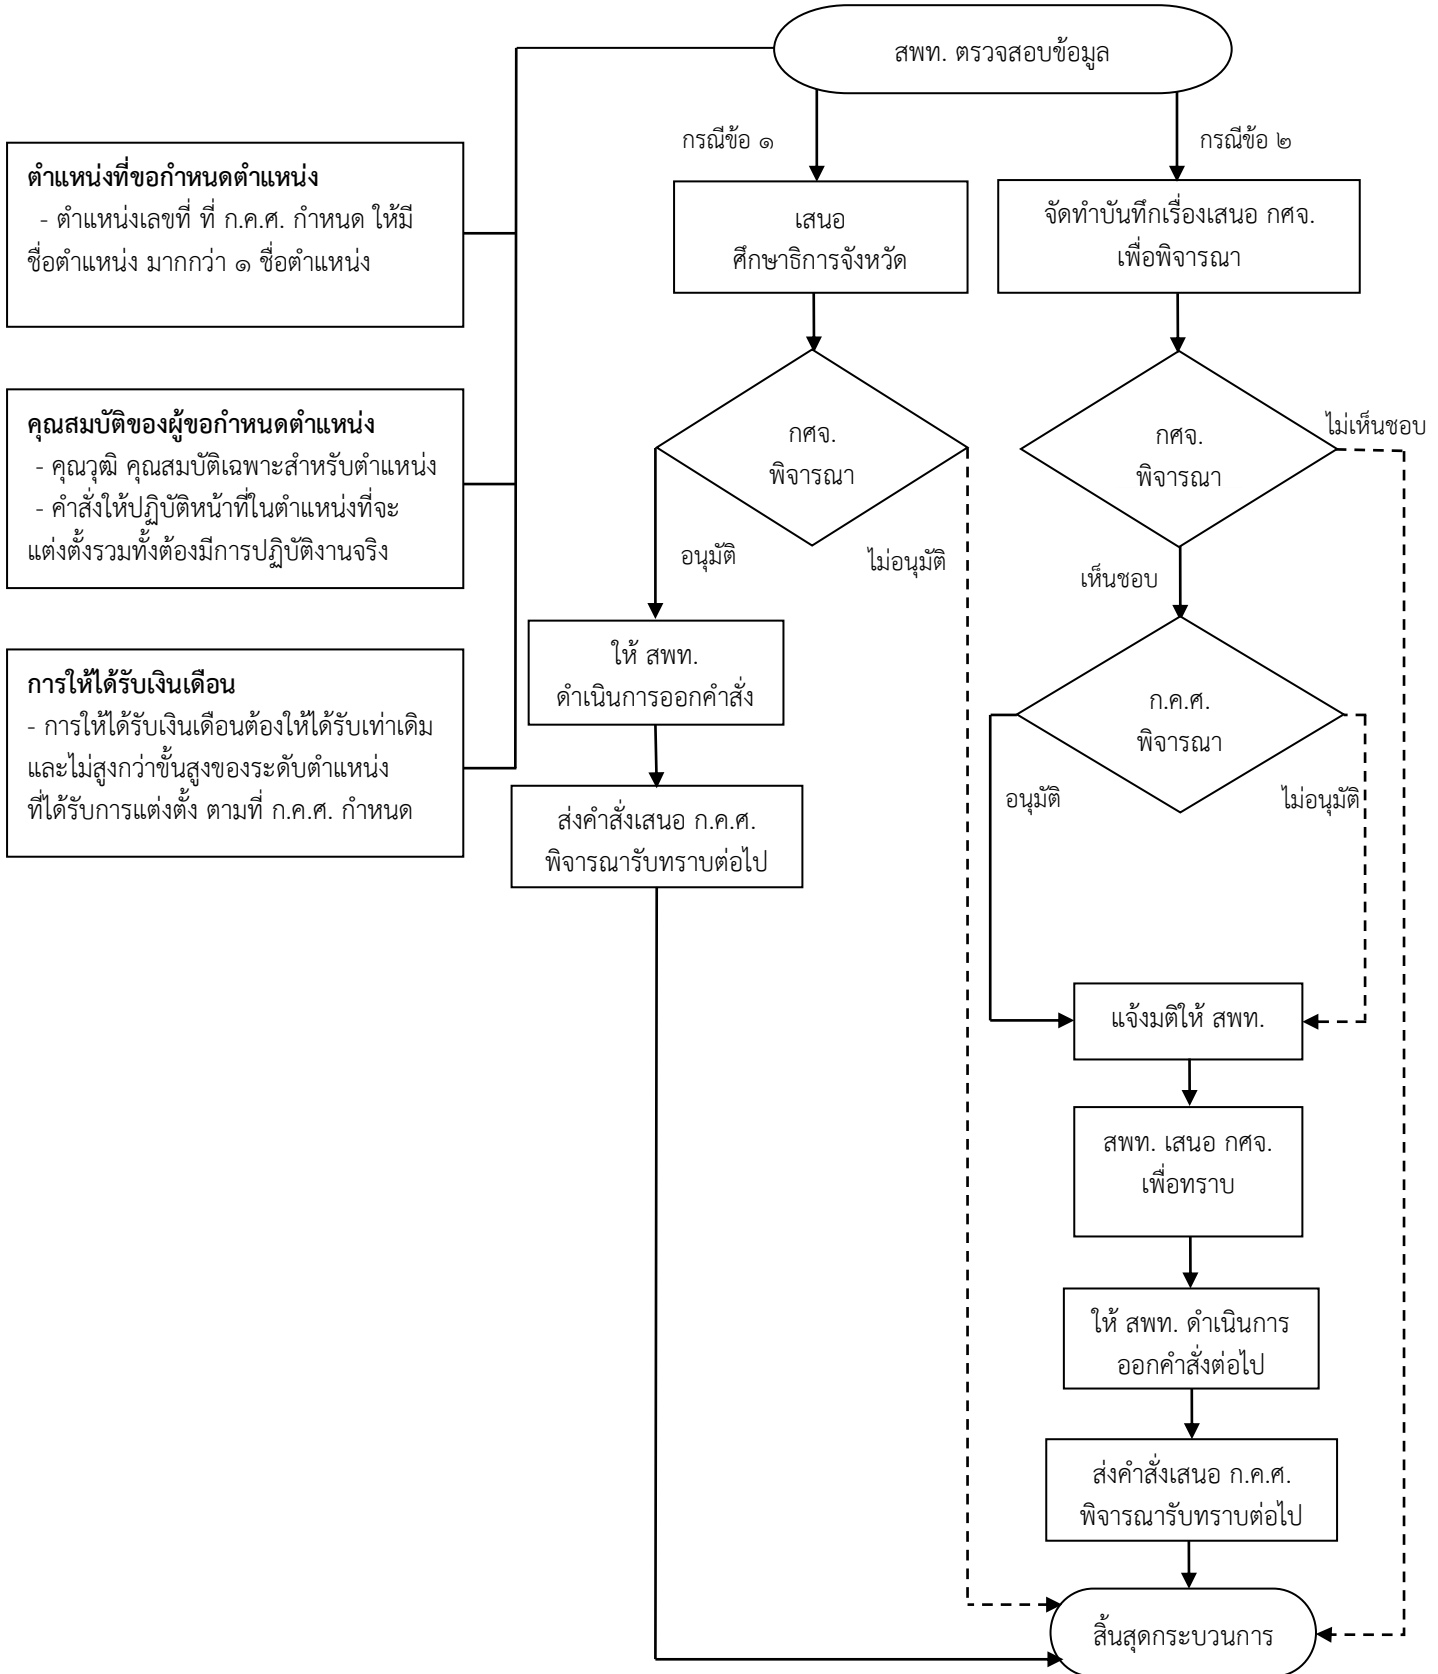 สพท. ตรวจสอบข้อมูล
กรณีข้อ ๑
กรณีข้อ ๒
ตำแหน่งที่ขอกำหนดตำแหน่ง
- ตำแหน่งเลขที่ ที่ ก.ค.ศ. กำหนด ให้มี
ชื่อตำแหน่ง มากกว่า ๑ ชื่อตำแหน่ง
คุณสมบัติของผู้ขอกำหนดตำแหน่ง
- คุณวุฒิ คุณสมบัติเฉพาะสำหรับตำแหน่ง
- คำสั่งให้ปฏิบัติหน้าที่ในตำแหน่งที่จะ
แต่งตั้งรวมทั้งต้องมีการปฏิบัติงานจริง
การให้ได้รับเงินเดือน
- การให้ได้รับเงินเดือนต้องให้ได้รับเท่าเดิม
และไม่สูงกว่าขั้นสูงของระดับตำแหน่ง
ที่ได้รับการแต่งตั้ง ตามที่ ก.ค.ศ. กำหนด
เสนอ
ศึกษาธิการจังหวัด
กศจ.
พิจารณา
อนุมัติ
ไม่อนุมัติ
ให้ สพท.
ดำเนินการออกคำสั่ง
ส่งคำสั่งเสนอ ก.ค.ศ.
พิจารณารับทราบต่อไป
จัดทำบันทึกเรื่องเสนอ กศจ.
เพื่อพิจารณา
กศจ.
พิจารณา
ไม่เห็นชอบ
เห็นชอบ
ก.ค.ศ.
พิจารณา
อนุมัติ
ไม่อนุมัติ
แจ้งมติให้ สพท.
สพท. เสนอ กศจ.
เพื่อทราบ
ให้ สพท. ดำเนินการ
ออกคำสั่งต่อไป
ส่งคำสั่งเสนอ ก.ค.ศ.
พิจารณารับทราบต่อไป
สิ้นสุดกระบวนการ